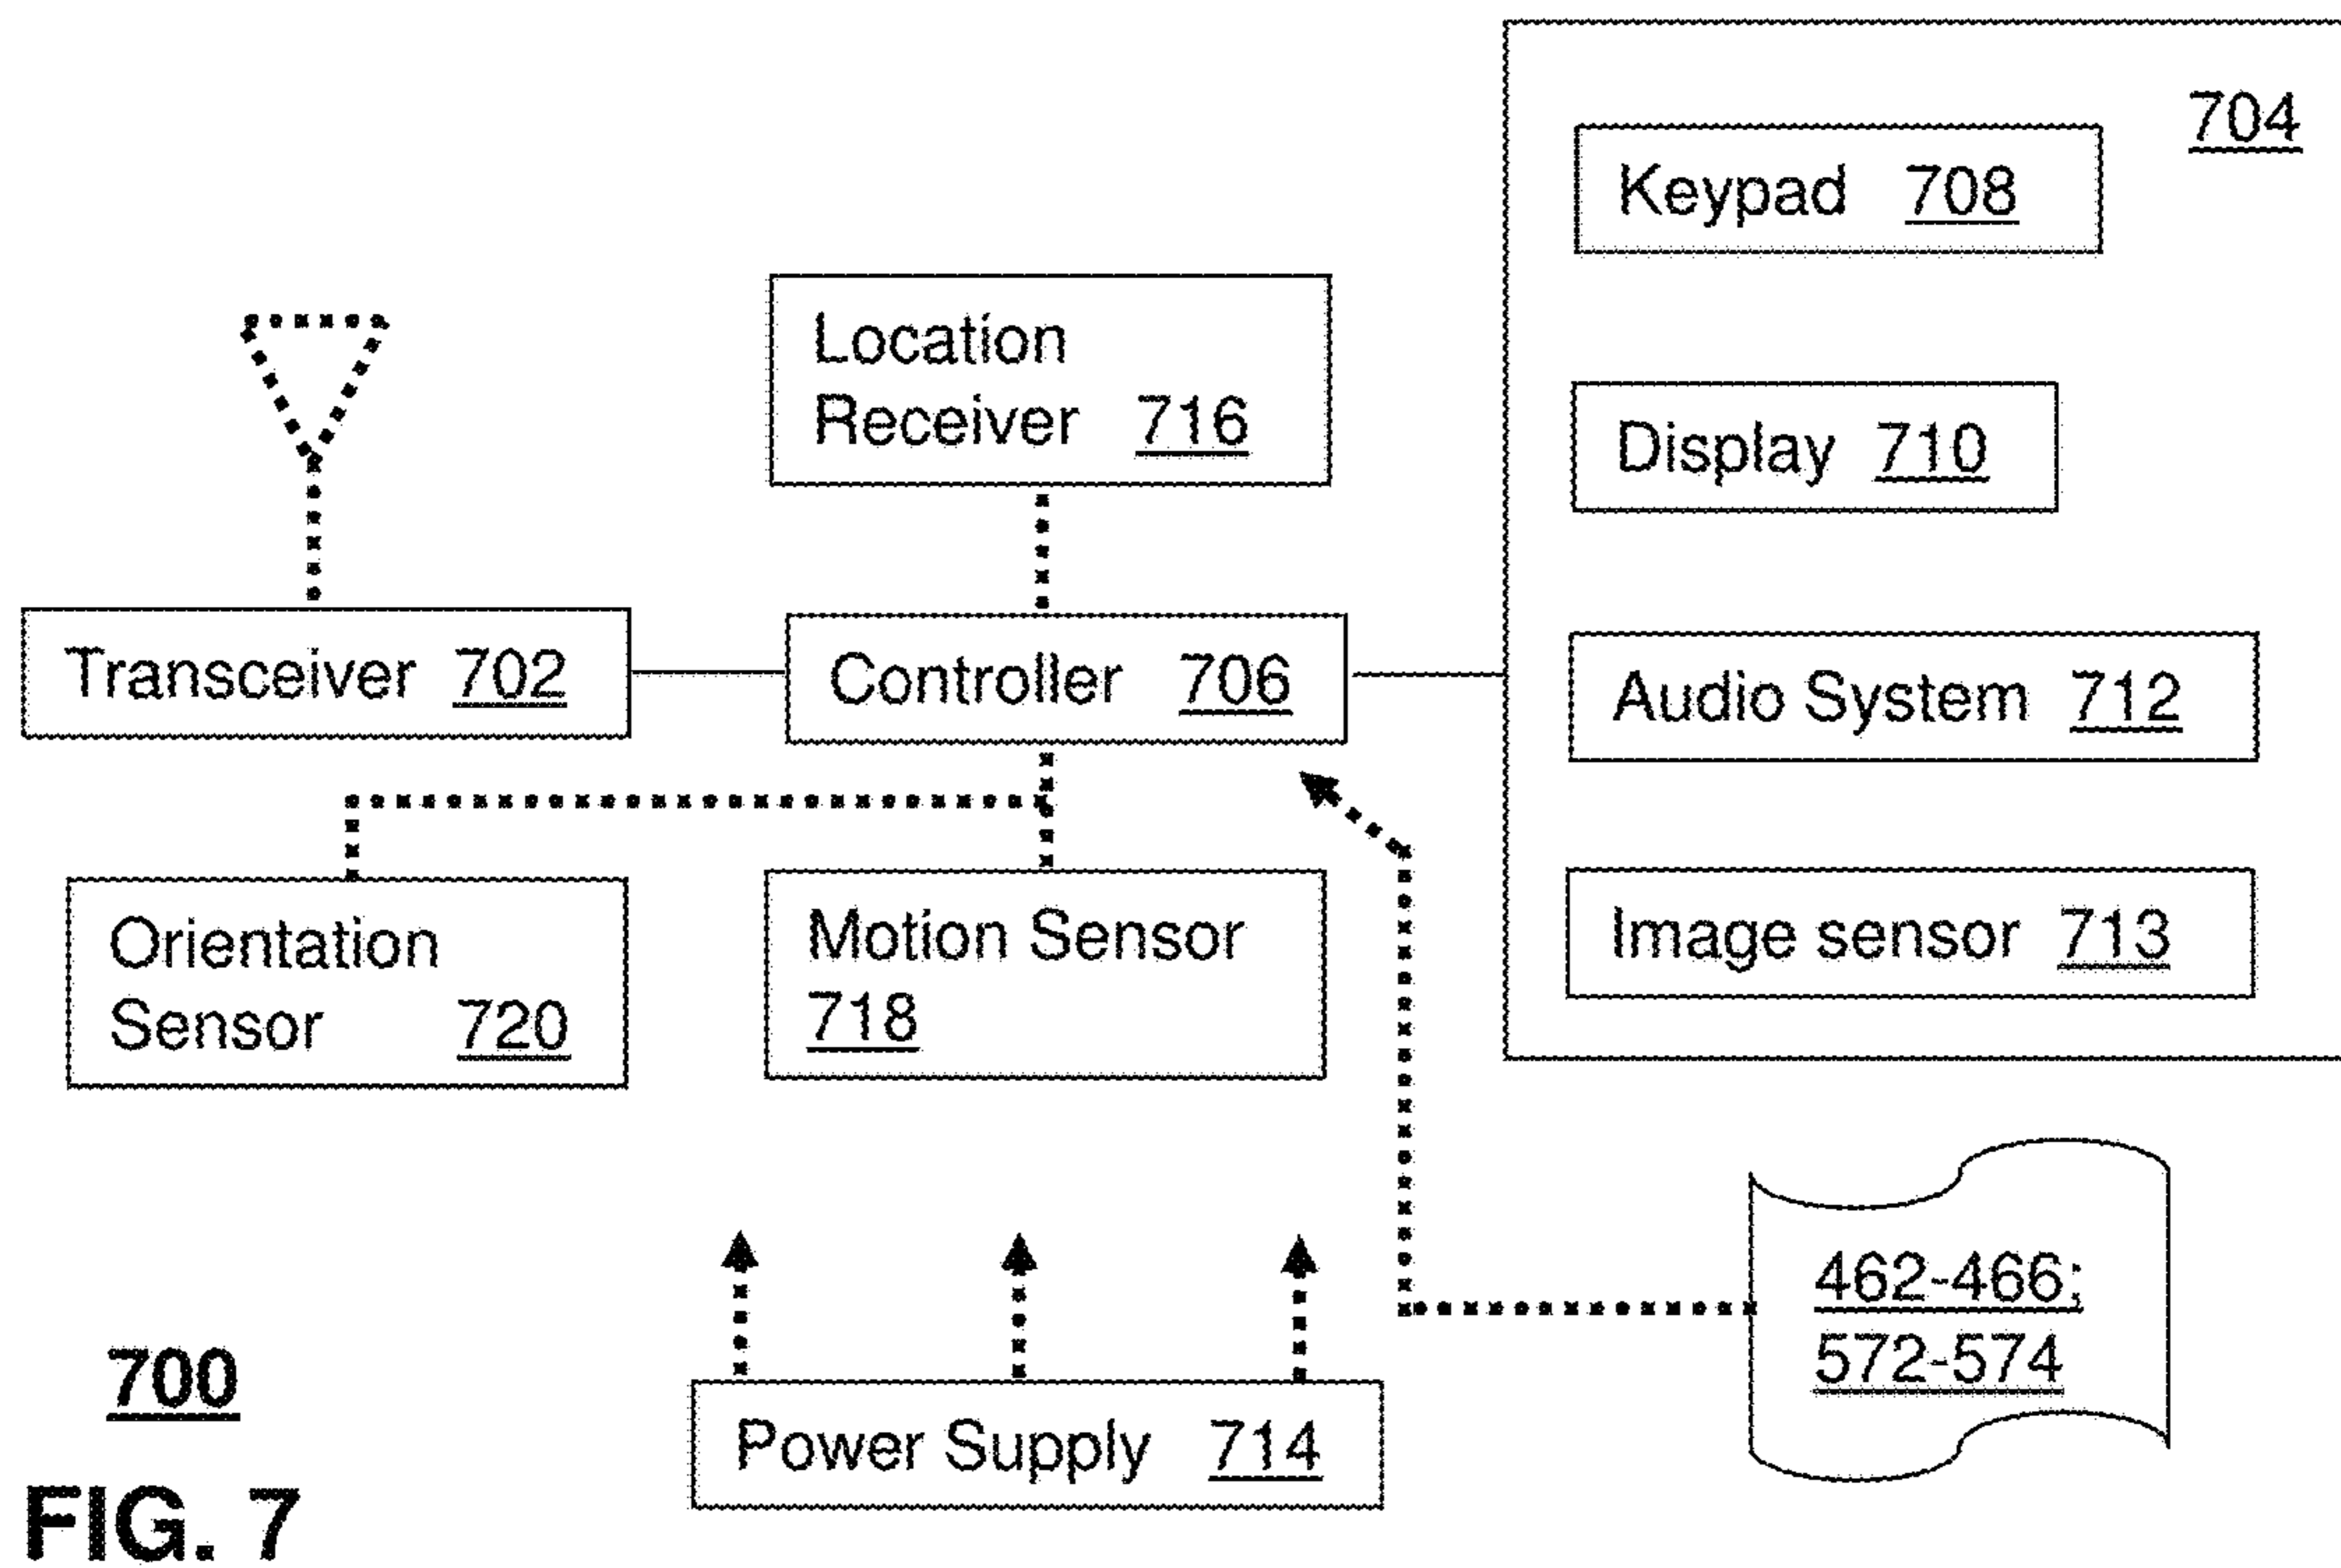 704
Keypad 708
Location
Receiver 716
Display 710
Transceiver 702
Controller 706
Audio System 712
Orientation
Sensor 720
Motion Sensor
718
Image sensor 713
462-466;
572-574
700
Power Supply 714
FIG. 7